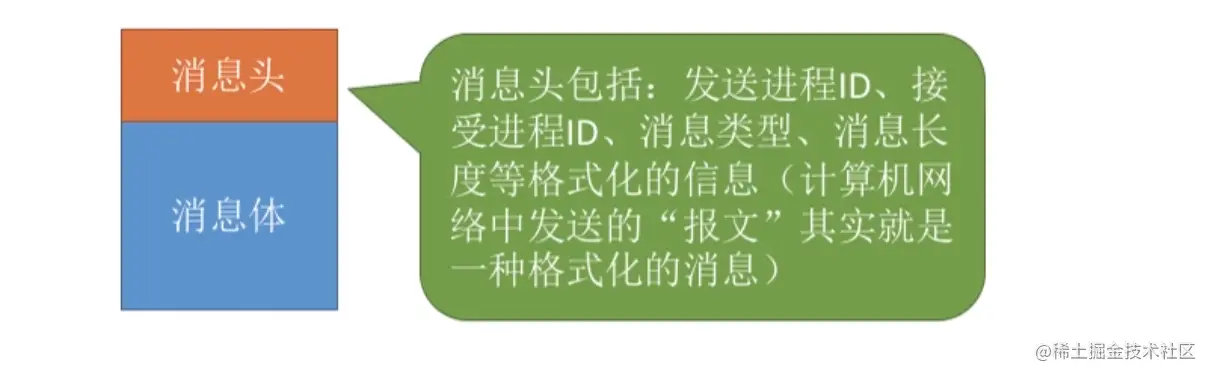 消息头
消息体
消息头包括：发送进程ID、接
受进程ID、消息类型、消息长
度等格式化的信息（计算机网
络中发送的“报文”其实就是
一种格式化的消息）
@稀土掘金技术社区